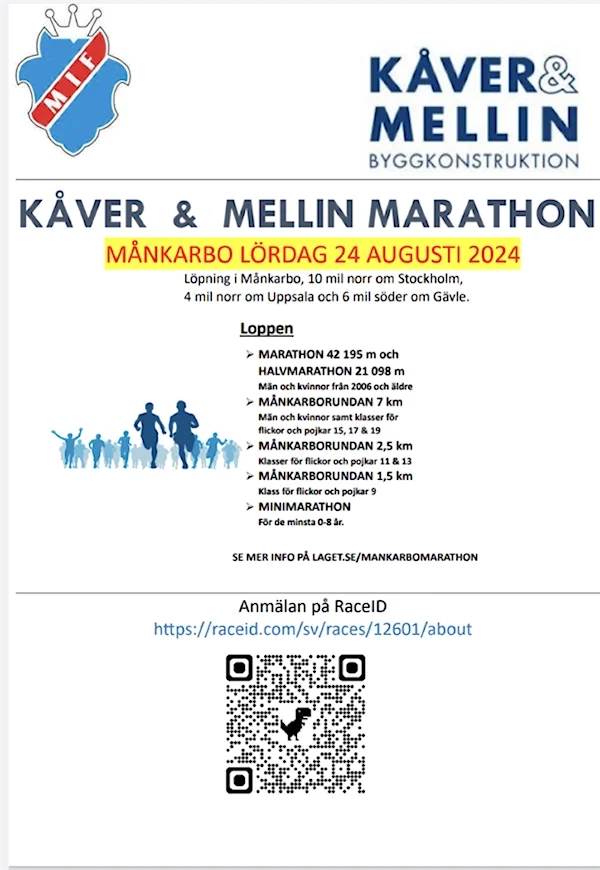 MIF
KÅVER&
MELLIN
BYGGKONSTRUKTION
KÅVER & MELLIN MARATHON
MÅNKARBO LÖRDAG 24 AUGUSTI 2024
Löpning i Månkarbo, 10 mil norr om Stockholm,
4 mil norr om Uppsala och 6 mil söder om Gävle.
Loppen
➢ MARATHON 42 195 m och
HALVMARATHON 21 098 m
Män och kvinnor från 2006 och äldre
➢ MÅNKARBORUNDAN 7 km
Män och kvinnor samt klasser för
flickor och pojkar 15, 17 & 19
➢ MÅNKARBORUNDAN 2,5 km
Klasser för flickor och pojkar 11 & 13
➢ MÅNKARBORUNDAN 1,5 km
Klass för flickor och pojkar 9
➢ MINIMARATHON
För de minsta 0-8 år.
SE MER INFO PÅ LAGET.SE/MANKARBOMARATHON
Anmälan på RaceID
https://raceid.com/sv/races/12601/about